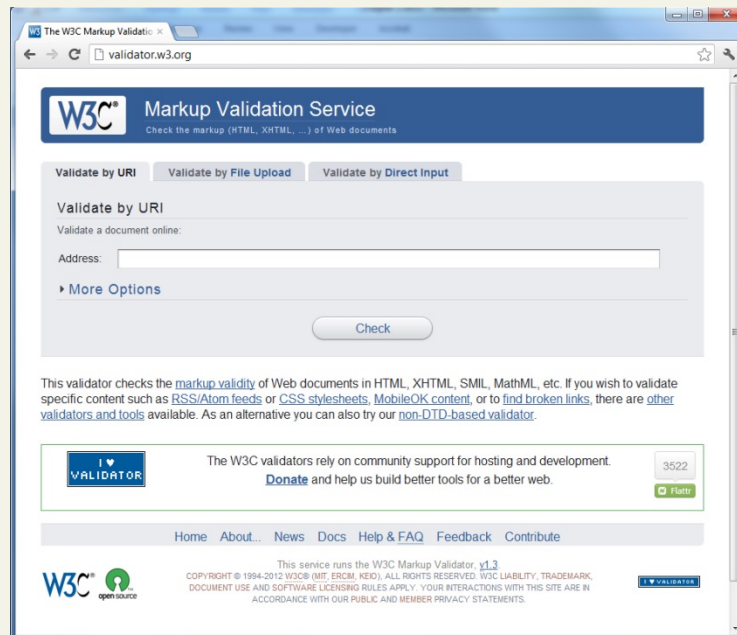 The W3C Markup Validatio
validator.w3.org
W3C®
Markup Validation Service
Check the markup (HTML, XHTML, …) of Web documents
Validate by URI
Validate by File Upload
Validate by Direct Input
Validate by URI
Validate a document online:
Address:
More Options
Check
This validator checks the markup validity of Web documents in HTML, XHTML, SMIL, MathML, etc. If you wish to validate
specific content such as RSS/Atom feeds or CSS stylesheets, MobileOK content, or to find broken links, there are other
validators and tools available. As an alternative you can also try our non-DTD-based validator.
I ♥
VALIDATOR
The W3C validators rely on community support for hosting and development.
Donate and help us build better tools for a better web.
3522
Flattr
Home About... News Docs Help & FAQ Feedback Contribute
W3C®
open source
This service runs the W3C Markup Validator, v1.3.
COPYRIGHT © 1994-2012 W3C® (MIT, ERCIM, KEIO), ALL RIGHTS RESERVED. W3C LIABILITY, TRADEMARK,
DOCUMENT USE AND SOFTWARE LICENSING RULES APPLY. YOUR INTERACTIONS WITH THIS SITE ARE IN
ACCORDANCE WITH OUR PUBLIC AND MEMBER PRIVACY STATEMENTS.
I ♥ VALIDATOR